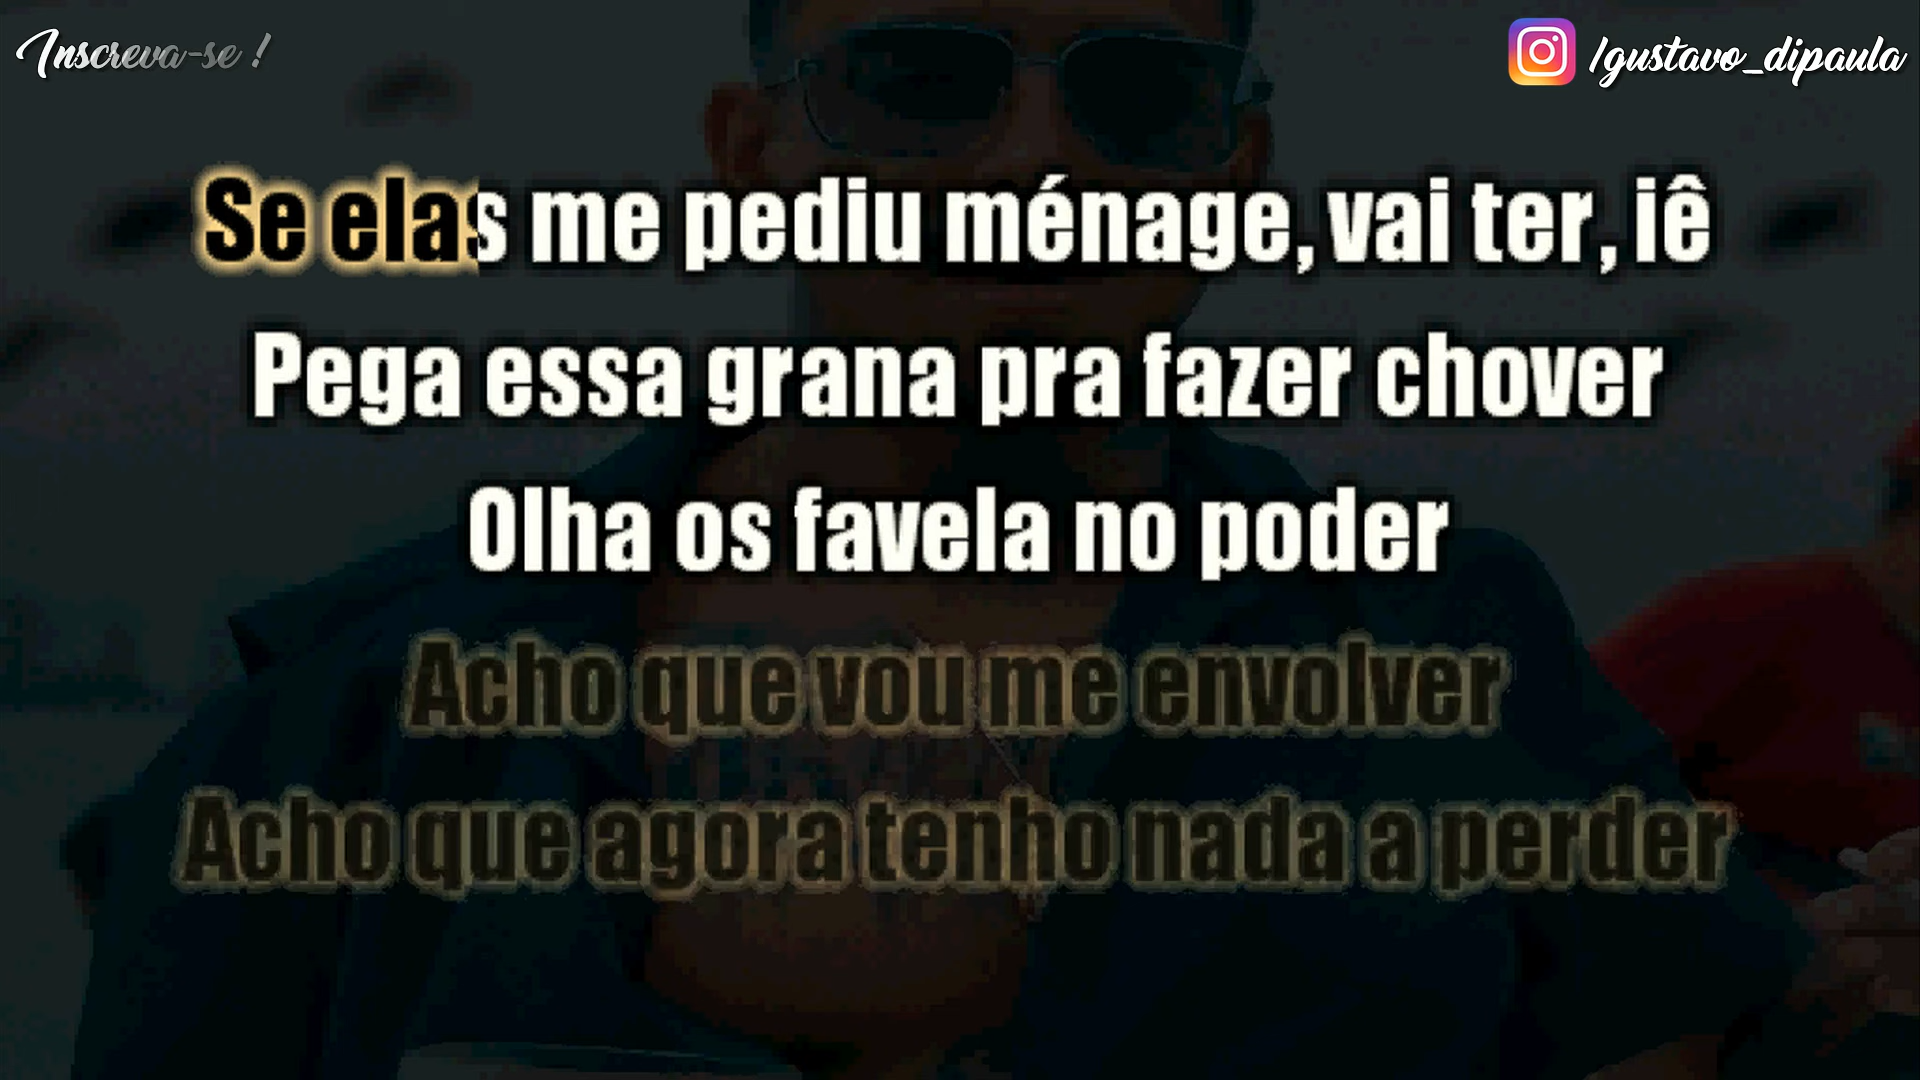 Inscreva-se !
/gustavo_dipaula
Se elas me pediu ménage, vai ter, iê
Pega essa grana pra fazer chover
Olha os favela no poder
Acho que vou me envolver
Acho que agora tenho nada a perder